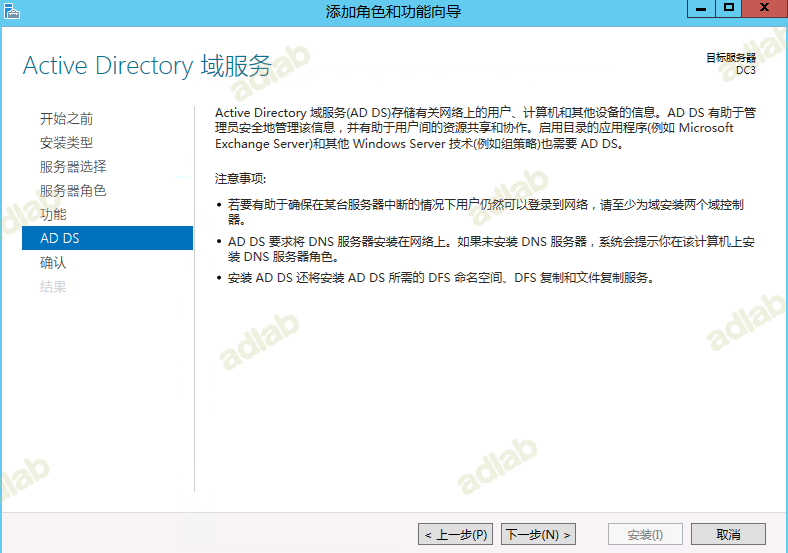 添加角色和功能向导
Active Directory 域服务
目标服务器
DC3
开始之前
安装类型
服务器选择
服务器角色
功能
AD DS
确认
结果
Active Directory 域服务(AD DS)存储有关网络上的用户、计算机和其他设备的信息。AD DS 有助于管
理员安全地管理该信息，并有助于用户间的资源共享和协作。启用目录的应用程序(例如 Microsoft
Exchange Server)和其他 Windows Server 技术(例如组策略)也需要 AD DS。
注意事项:
• 若要有助于确保在某台服务器中断的情况下用户仍然可以登录到网络，请至少为域安装两个域控制
器。
• AD DS 要求将 DNS 服务器安装在网络上。如果未安装 DNS 服务器，系统会提示你在该计算机上安
装 DNS 服务器角色。
• 安装 AD DS 还将安装 AD DS 所需的 DFS 命名空间、DFS 复制和文件复制服务。
< 上一步(P)
下一步(N) >
安装(I)
取消
adlab
adlab
adlab
adlab
adlab
adlab
adlab
adlab